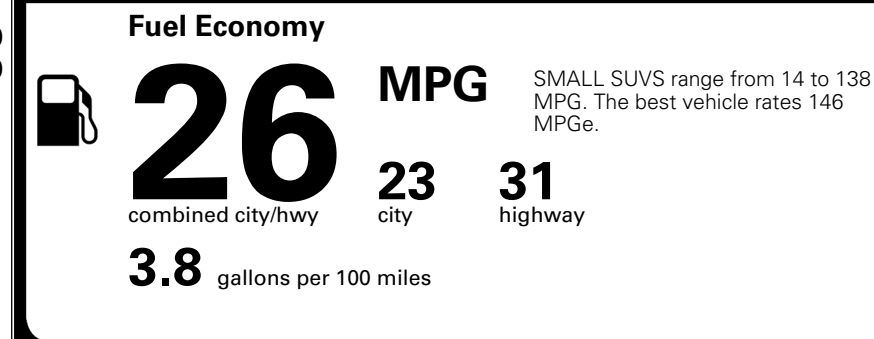 Fuel Economy
26 MPG
SMALL SUVS range from 14 to 138
MPG. The best vehicle rates 146
MPGe.
23 31
combined city/hwy city highway
3.8 gallons per 100 miles